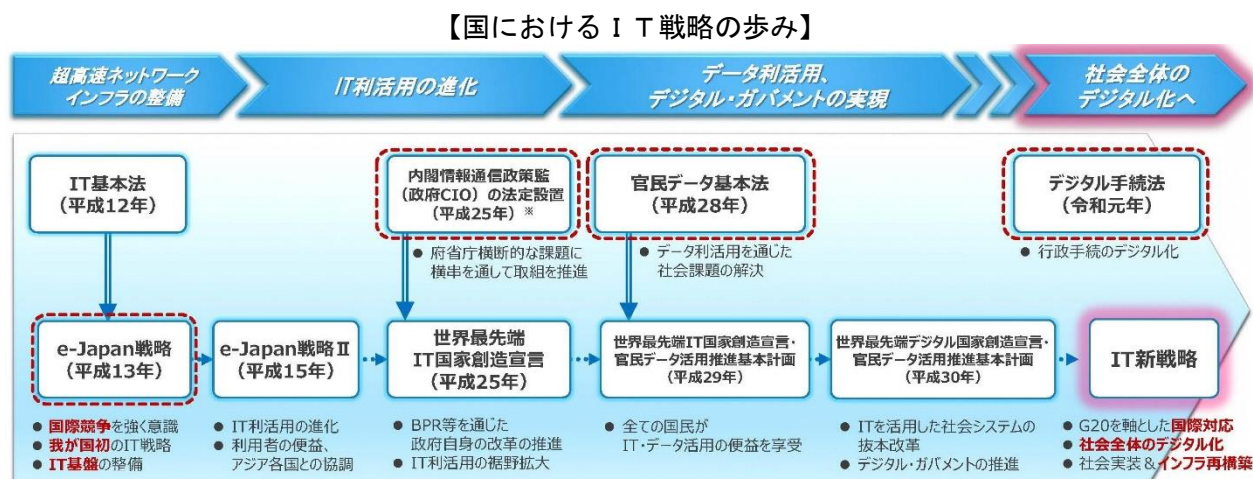 【国におけるＩＴ戦略の歩み】
超高速ネットワーク
インフラの整備
IT利活用の進化
データ利活用、
デジタル・ガバメントの実現
社会全体の
デジタル化へ
IT基本法
（平成12年）
内閣情報通信政策監
（政府CIO）の法定設置
（平成25年）※
● 府省庁横断的な課題に
横串を通して取組を推進
官民データ基本法
（平成28年）
● データ利活用を通じた
社会課題の解決
デジタル手続法
（令和元年）
● 行政手続のデジタル化
e-Japan戦略
（平成13年）
● 国際競争を強く意識
● 我が国初のIT戦略
● IT基盤の整備
e-Japan戦略Ⅱ
（平成15年）
● IT利活用の進化
● 利用者の便益、
アジア各国との協調
世界最先端
IT国家創造宣言
（平成25年）
● BPR等を通じた
政府自身の改革の推進
● IT利活用の裾野拡大
世界最先端IT国家創造宣言・
官民データ活用推進基本計画
（平成29年）
● 全ての国民が
IT・データ活用の便益を享受
世界最先端デジタル国家創造宣言・
官民データ活用推進基本計画
（平成30年）
● ITを活用した社会システムの
抜本改革
● デジタル・ガバメントの推進
IT新戦略
● G20を軸とした国際対応
● 社会全体のデジタル化
● 社会実装＆インフラ再構築